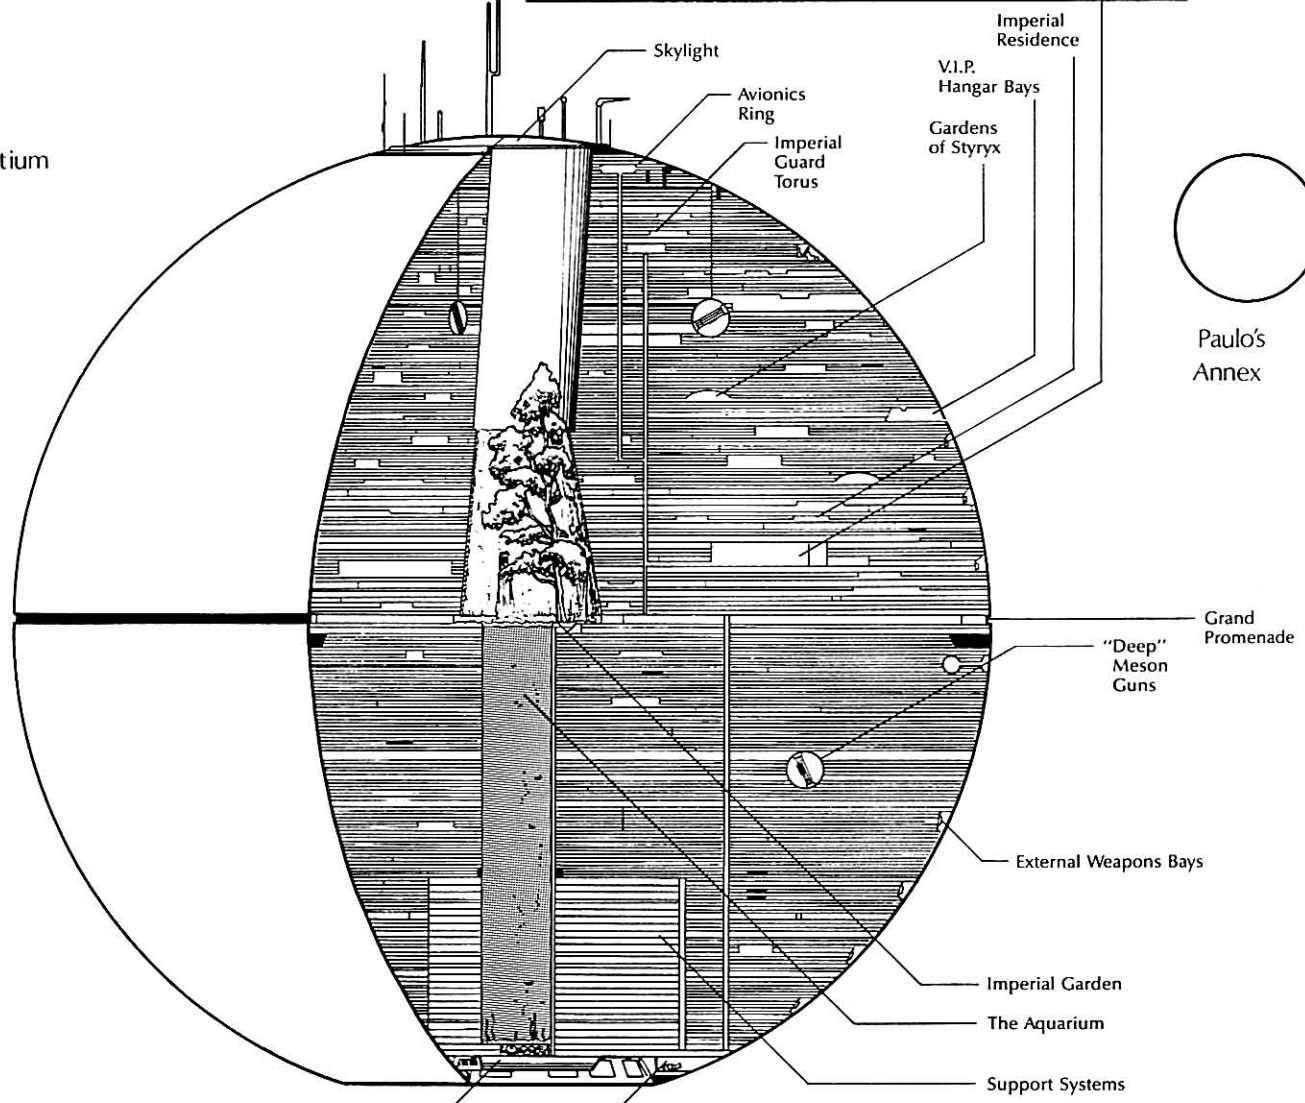 Imperial
Residence
Skylight
V.I.P.
Hangar Bays
Avionics
Ring
Gardens
of Styryx
Imperial
Guard
Torus
tium
Paulo's
Annex
Grand
Promenade
"Deep"
Meson
Guns
External Weapons Bays
Imperial Garden
The Aquarium
Support Systems